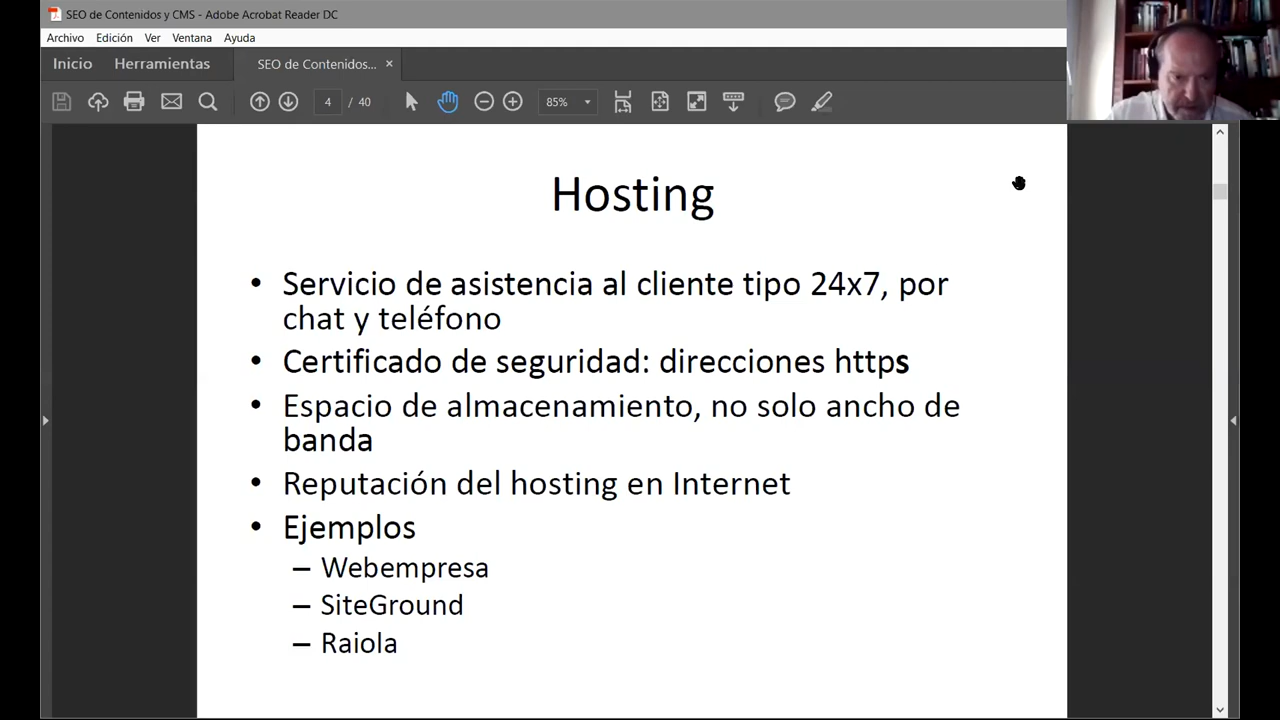 SEO de Contenidos y CMS - Adobe Acrobat Reader DC
Archivo Edición Ver Ventana Ayuda
Inicio Herramientas SEO de Contenidos... ×
4 / 40 85%
Hosting
• Servicio de asistencia al cliente tipo 24x7, por
chat y teléfono
• Certificado de seguridad: direcciones https
• Espacio de almacenamiento, no solo ancho de
banda
• Reputación del hosting en Internet
• Ejemplos
– Webempresa
– SiteGround
– Raiola